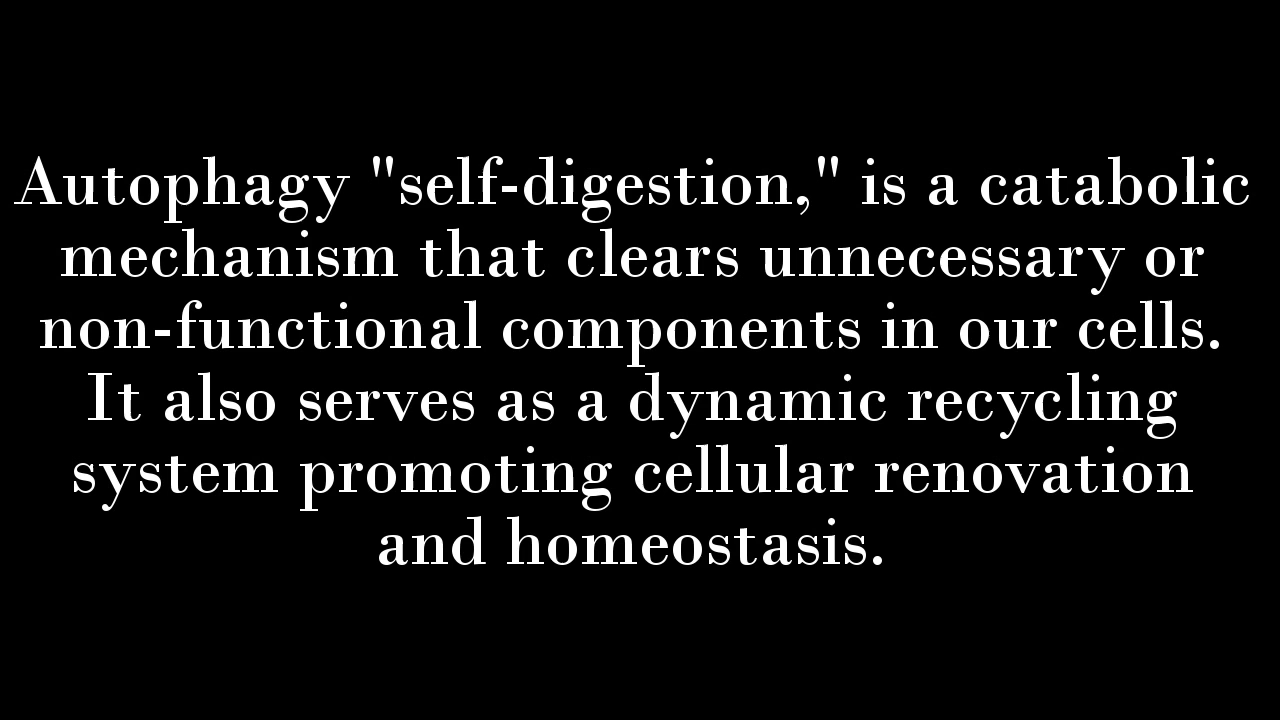 Autophagy "self-digestion," is a catabolic
mechanism that clears unnecessary or
non-functional components in our cells.
It also serves as a dynamic recycling
system promoting cellular renovation
and homeostasis.